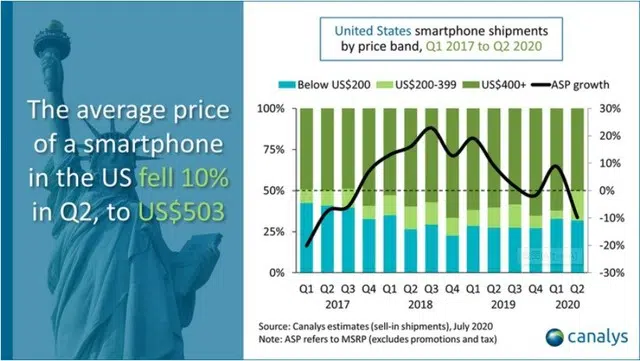 The average price
of a smartphone
in the US fell 10%
in Q2, to US$503
United States smartphone shipments
by price band, Q1 2017 to Q2 2020
Below US$200 US$200-399 US$400+ ASP growth
100% 30%
20%
75% 10%
50% 0%
-10%
25% -20%
0% -30%
Q1 Q2 Q3 Q4 Q1 Q2 Q3 Q4 Q1 Q2 Q3 Q4 Q1 Q2
2017 2018 2019 2020
Source: Canalys estimates (sell-in shipments), July 2020
Note: ASP refers to MSRP (excludes promotions and tax)
canalys